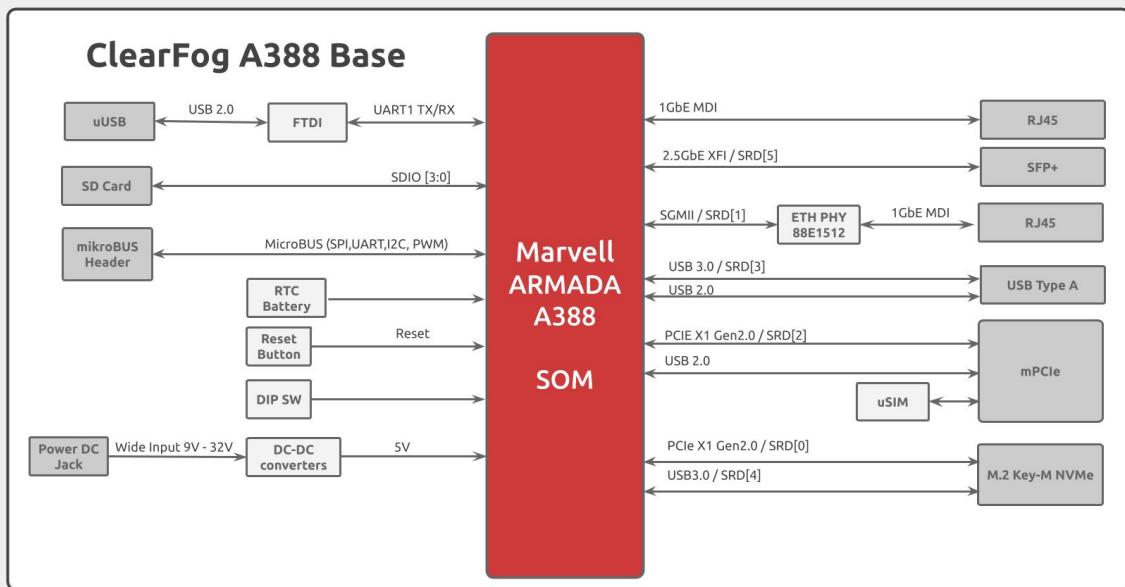 ClearFog A388 Base
uUSB
USB 2.0
FTDI
UART1 TX/RX
SD Card
SDIO [3:0]
mikroBUS
Header
MicroBUS (SPI,UART,I2C, PWM)
RTC
Battery
Reset
Button
Reset
DIP SW
Power DC
Jack
Wide Input 9V - 32V
DC-DC
converters
5V
Marvell
ARMADA
A388
SOM
1GbE MDI
RJ45
2.5GbE XFI / SRD[5]
SFP+
SGMII / SRD[1]
ETH PHY
88E1512
1GbE MDI
RJ45
USB 3.0 / SRD[3]
USB 2.0
USB Type A
PCIE X1 Gen2.0 / SRD[2]
USB 2.0
mPCIe
uSIM
PCIe X1 Gen2.0 / SRD[0]
USB3.0 / SRD[4]
M.2 Key-M NVMe